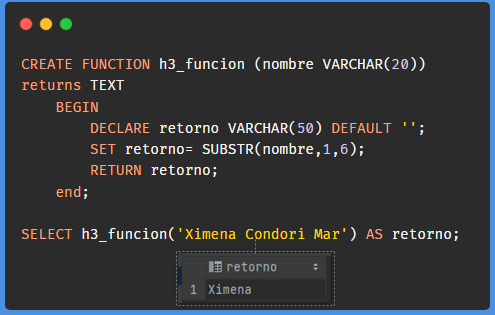 CREATE FUNCTION h3_funcion (nombre VARCHAR(20))
returns TEXT
BEGIN
DECLARE retorno VARCHAR(50) DEFAULT '';
SET retorno= SUBSTR(nombre,1,6);
RETURN retorno;
end;
SELECT h3_funcion('Ximena Condori Mar') AS retorno;
retorno
1 Ximena